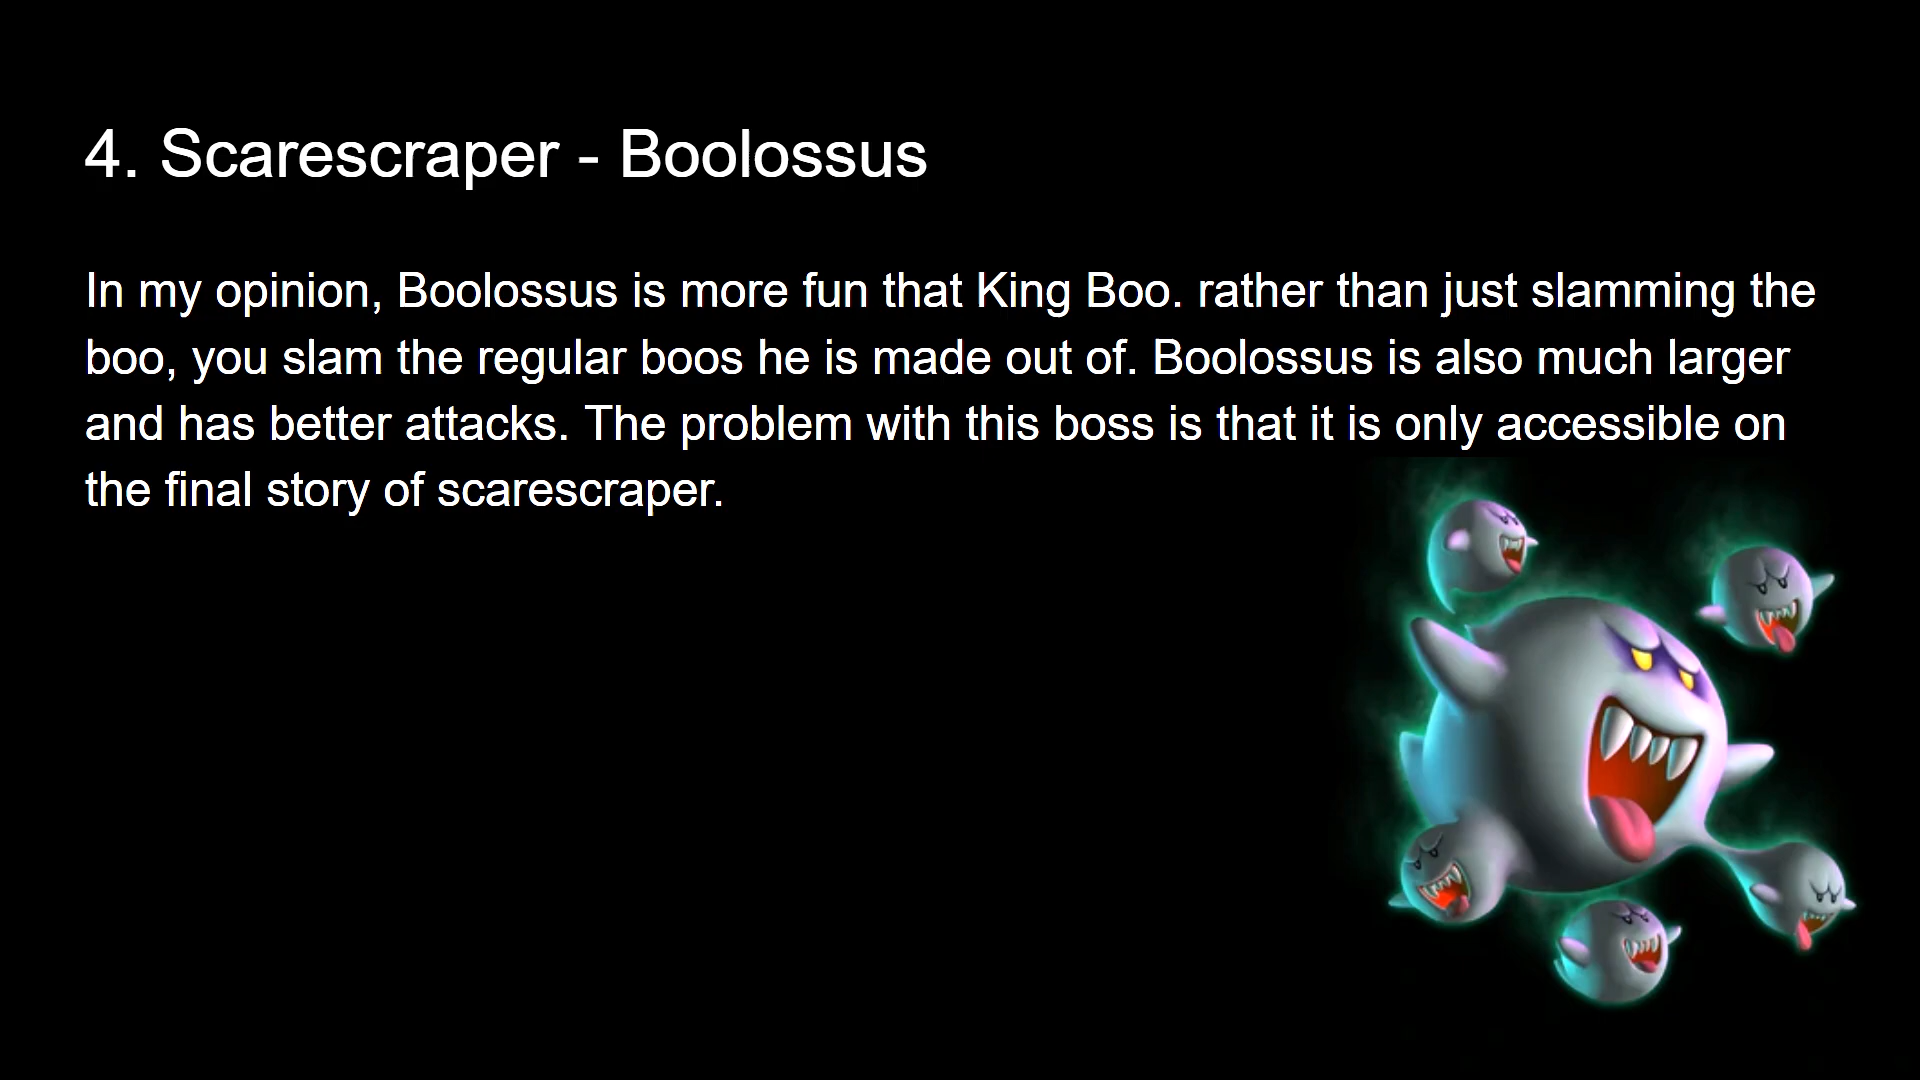 4. Scarescraper - Boolossus
In my opinion, Boolossus is more fun that King Boo. rather than just slamming the
boo, you slam the regular boos he is made out of. Boolossus is also much larger
and has better attacks. The problem with this boss is that it is only accessible on
the final story of scarescraper.